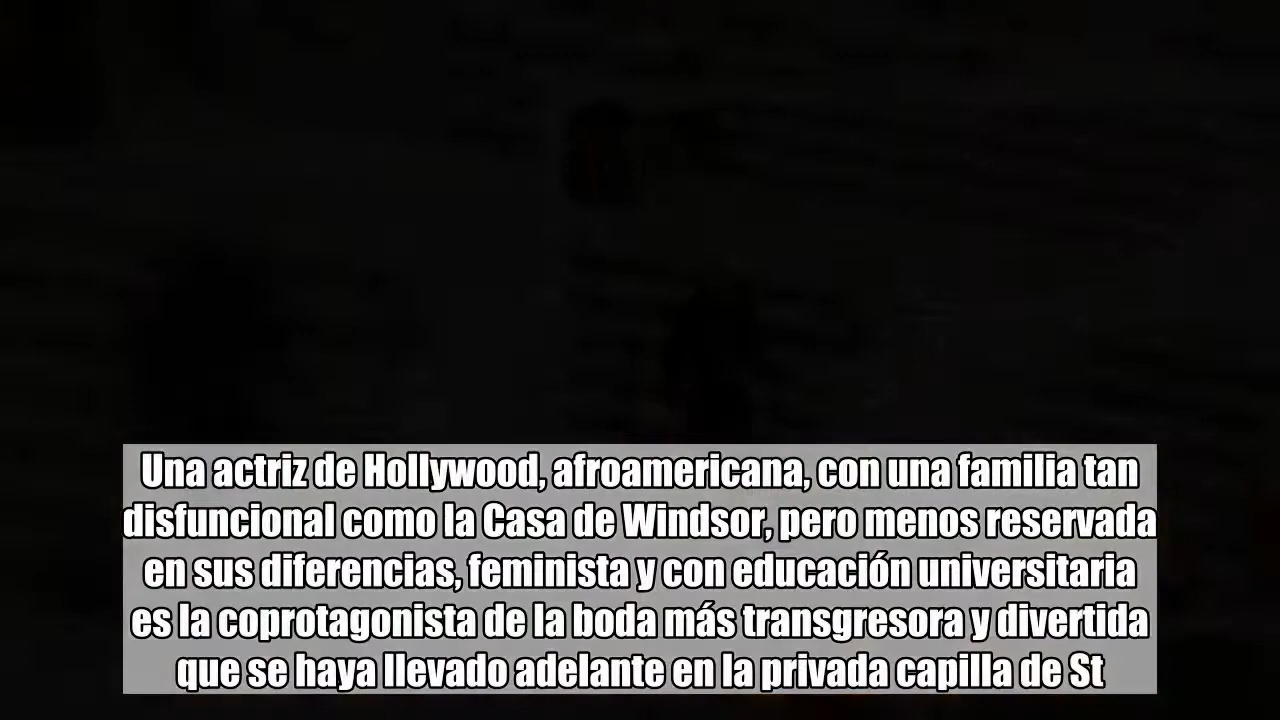 Una actriz de Hollywood, afroamericana, con una familia tan
disfuncional como la Casa de Windsor, pero menos reservada
en sus diferencias, feminista y con educación universitaria
es la coprotagonista de la boda más transgresora y divertida
que se haya llevado adelante en la privada capilla de St